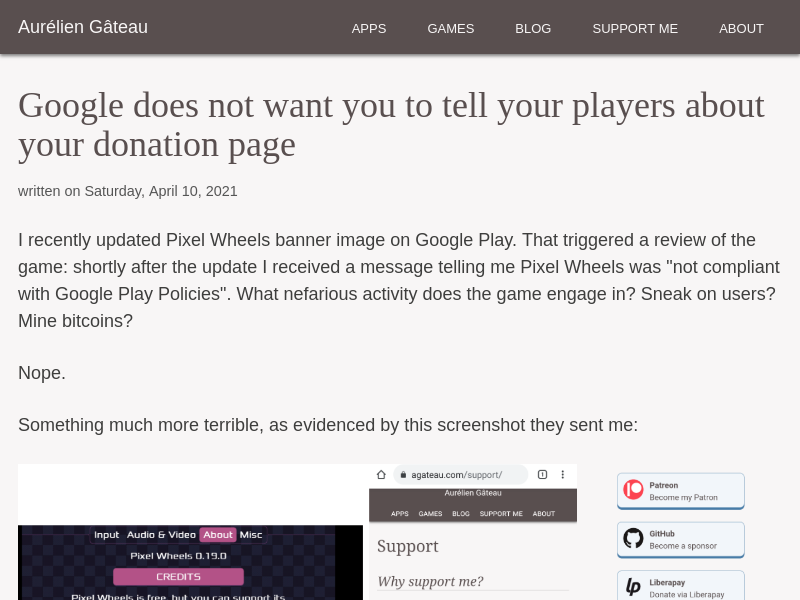 Aurélien Gâteau
APPS GAMES BLOG SUPPORT ME ABOUT
Google does not want you to tell your players about
your donation page
written on Saturday, April 10, 2021
I recently updated Pixel Wheels banner image on Google Play. That triggered a review of the
game: shortly after the update I received a message telling me Pixel Wheels was "not compliant
with Google Play Policies". What nefarious activity does the game engage in? Sneak on users?
Mine bitcoins?
Nope.
Something much more terrible, as evidenced by this screenshot they sent me:
Input Audio & Video About Misc
Pixel Wheels 0.19.0
CREDITS
Pixel Wheels is free, but you can support its
agateau.com/support/
1
Aurélien Gâteau
APPS GAMES BLOG SUPPORT ME ABOUT
Support
Why support me?
Patreon
Become my Patron
GitHub
Become a sponsor
Liberapay
Donate via Liberapay